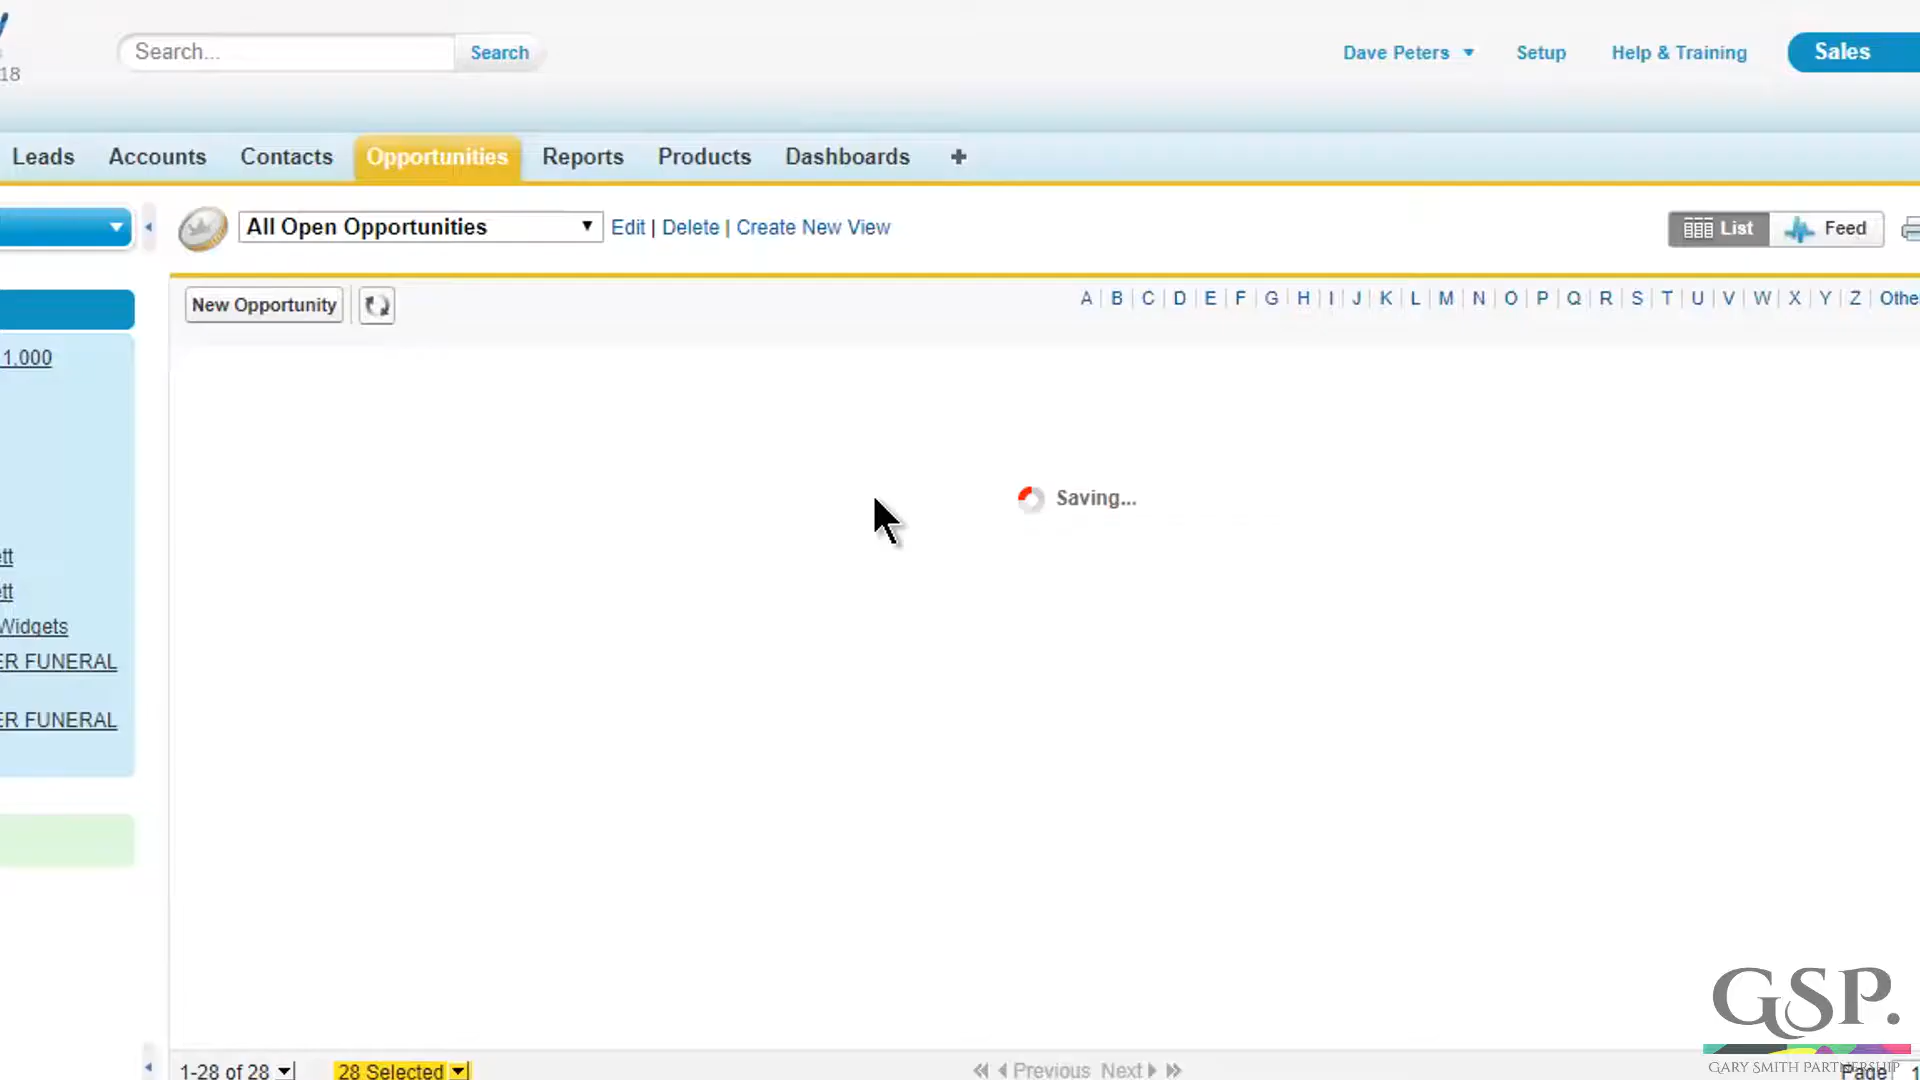 18
Search...
Search
Dave Peters
Setup
Help & Training
Sales
Leads
Accounts
Contacts
Opportunities
Reports
Products
Dashboards
All Open Opportunities
Edit | Delete | Create New View
List
Feed
New Opportunity
A | B | C | D | E | F | G | H | I | J | K | L | M | N | O | P | Q | R | S | T | U | V | W | X | Y | Z | Othe
1,000
Saving...
ett
ett
Widgets
ER FUNERAL
ER FUNERAL
1-28 of 28
28 Selected
Previous
Next
Page
1
GSP.
GARY SMITH PARTNERSHIP